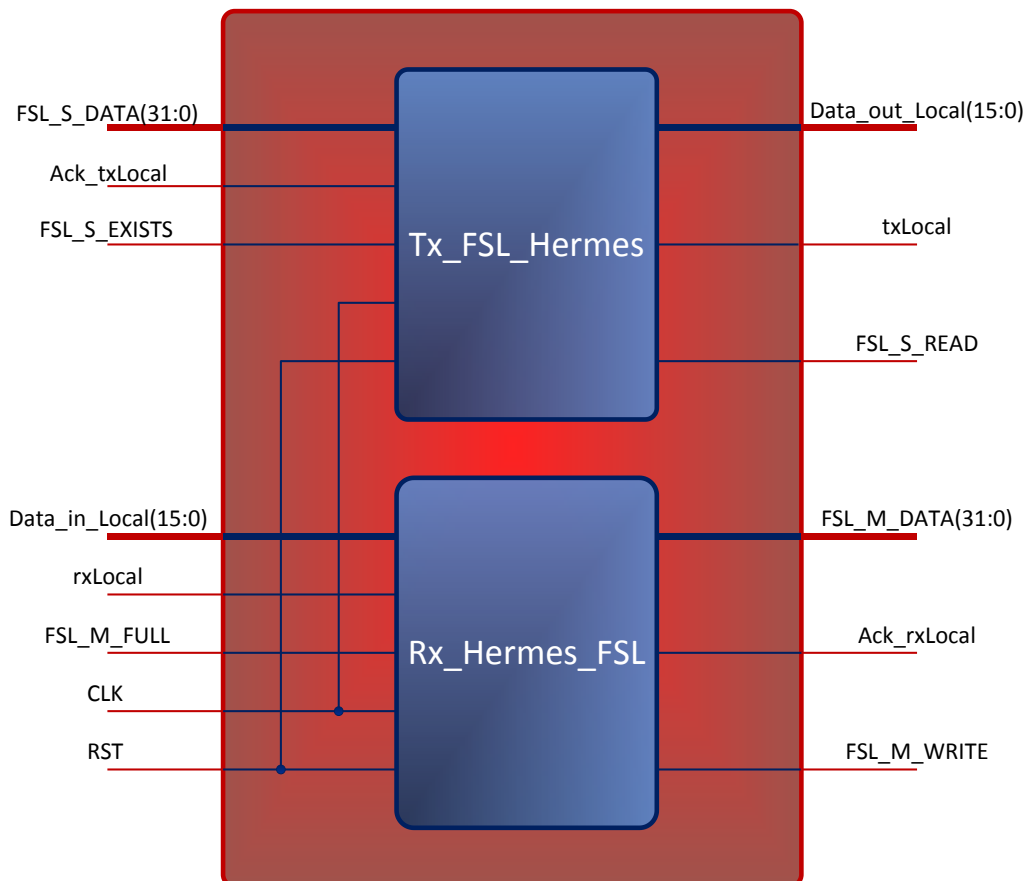 FSL_S_DATA(31:0)
Data_out_Local(15:0)
Ack_txLocal
FSL_S_EXISTS
Tx_FSL_Hermes
txLocal
FSL_S_READ
Data_in_Local(15:0)
FSL_M_DATA(31:0)
rxLocal
FSL_M_FULL
Rx_Hermes_FSL
Ack_rxLocal
CLK
RST
FSL_M_WRITE